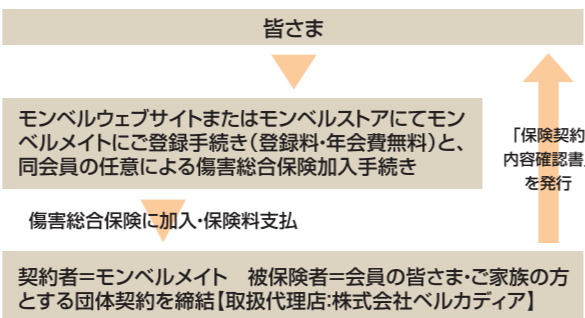 皆さま
モンベルウェブサイトまたはモンベルストアにてモン
ベルメイトにご登録手続き(登録料・年会費無料)と、
同会員の任意による傷害総合保険加入手続き
「保険契約
内容確認書」
を発行
傷害総合保険に加入・保険料支払
契約者=モンベルメイト 被保険者=会員の皆さま・ご家族の方
とする団体契約を締結【取扱代理店:株式会社ベルカディア】